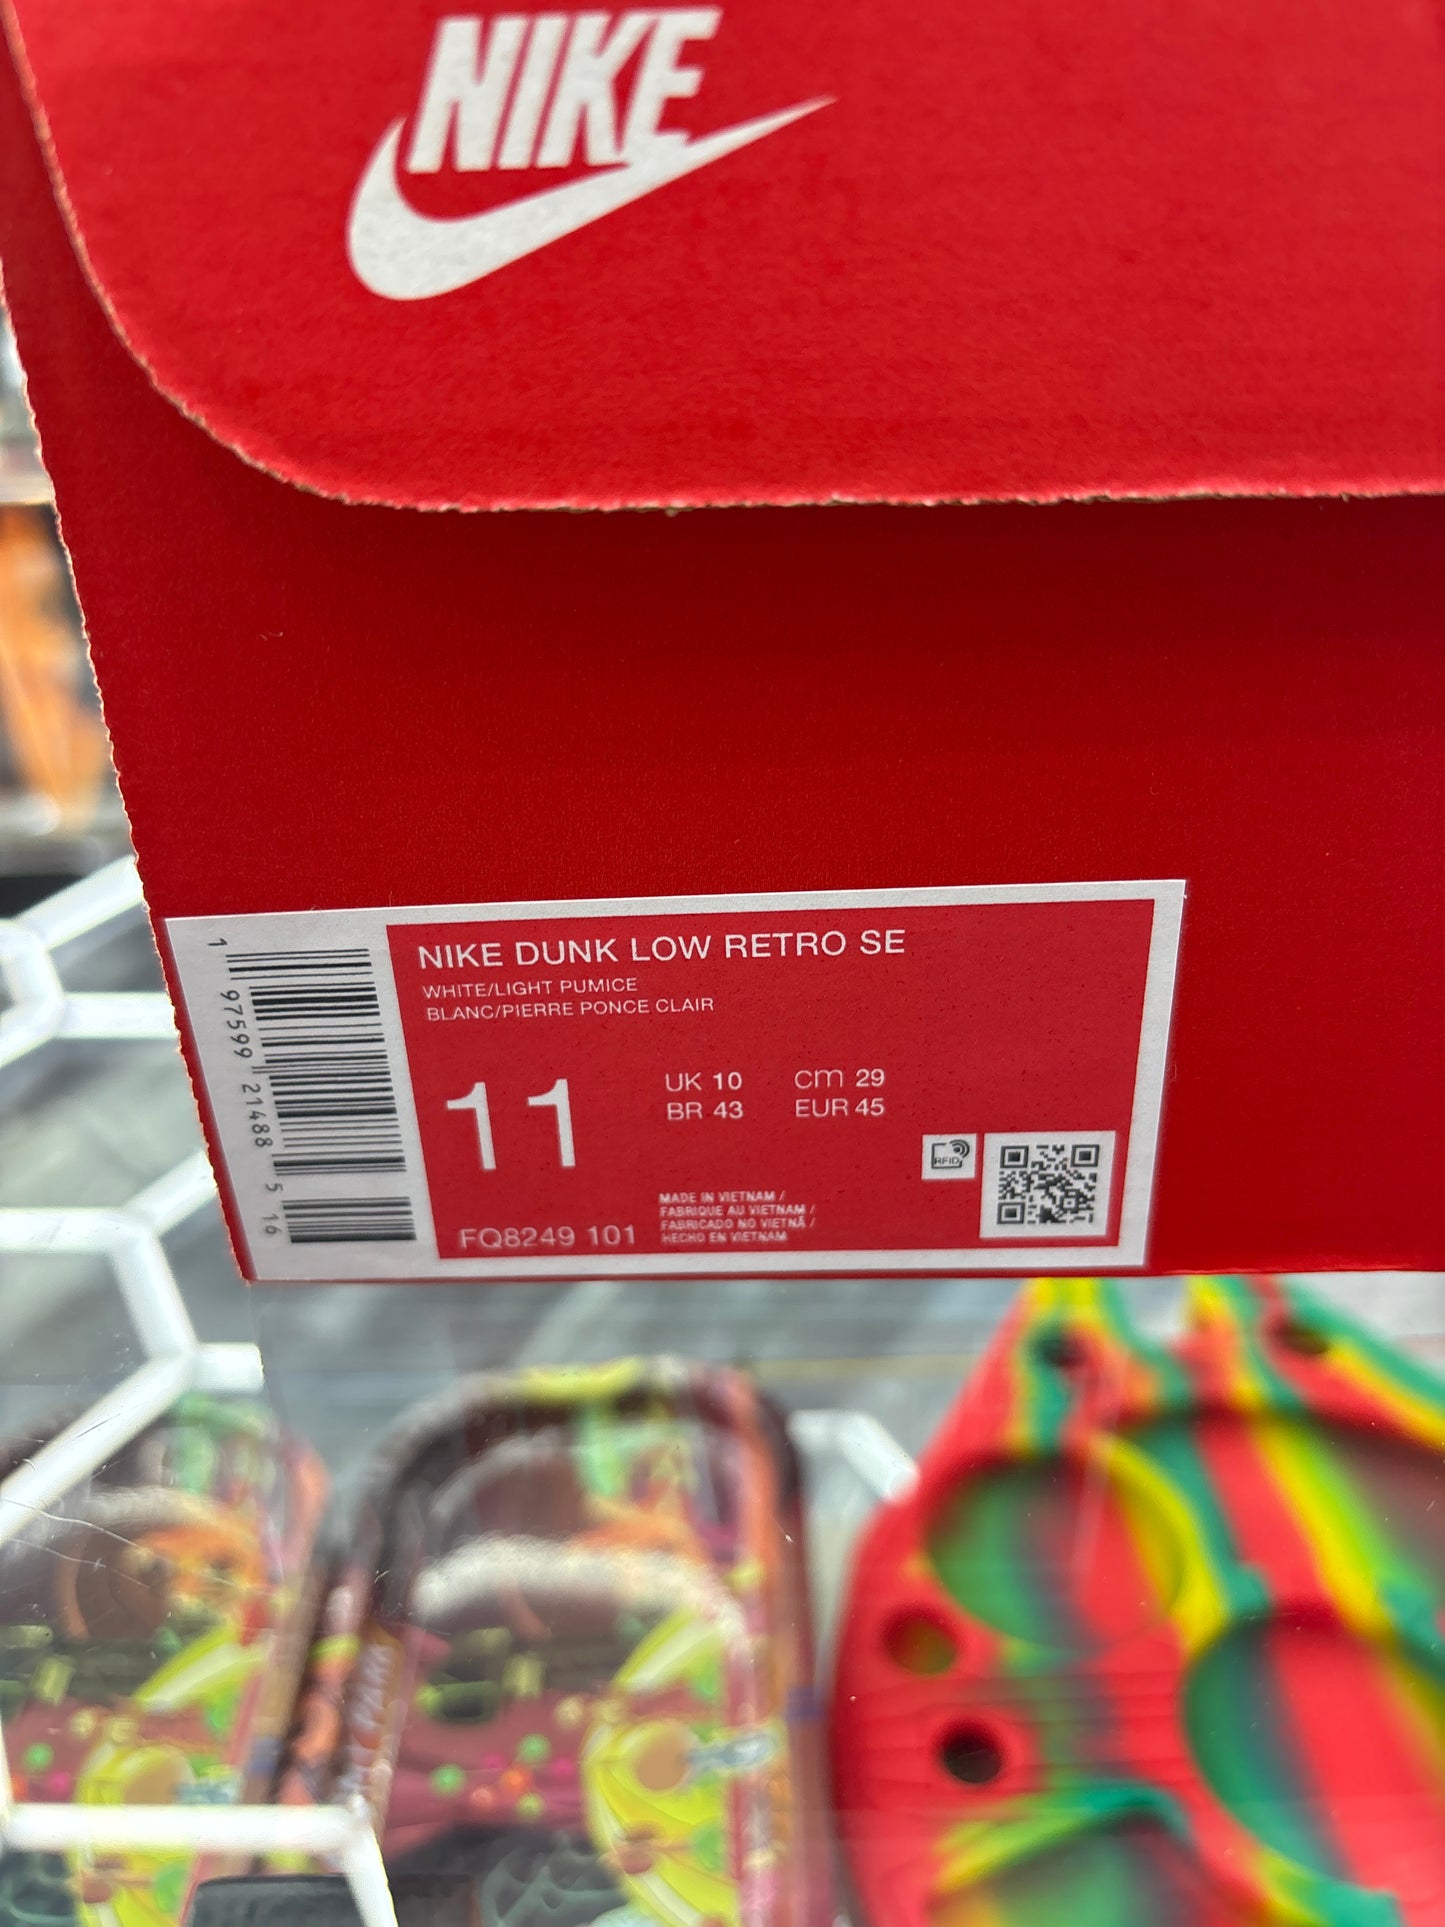 NIKE
NIKE DUNK LOW RETRO SE
WHITE/LIGHT PUMICE
BLANC/PIERRE PONCE CLAIR
11
UK 10
cm 29
BR 43
EUR 45
RFID
MADE IN VIETNAM /
FABRIQUE AU VIETNAM /
FABRICADO NO VIETNÃ /
HECHO EN VIETNAM
FQ8249 101
1 97599 21488 5 16